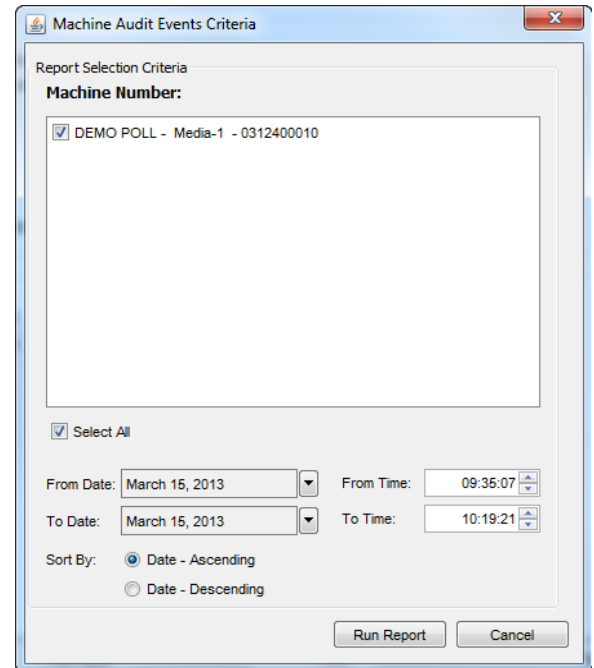 Machine Audit Events Criteria
Report Selection Criteria
Machine Number:
DEMO POLL - Media-1 - 0312400010
Select All
From Date: March 15, 2013 From Time: 09:35:07
To Date: March 15, 2013 To Time: 10:19:21
Sort By: Date - Ascending
Date - Descending
Run Report Cancel